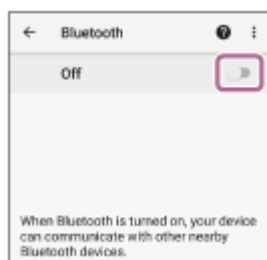 Bluetooth
Off
When Bluetooth is turned on, your device
can communicate with other nearby
Bluetooth devices.